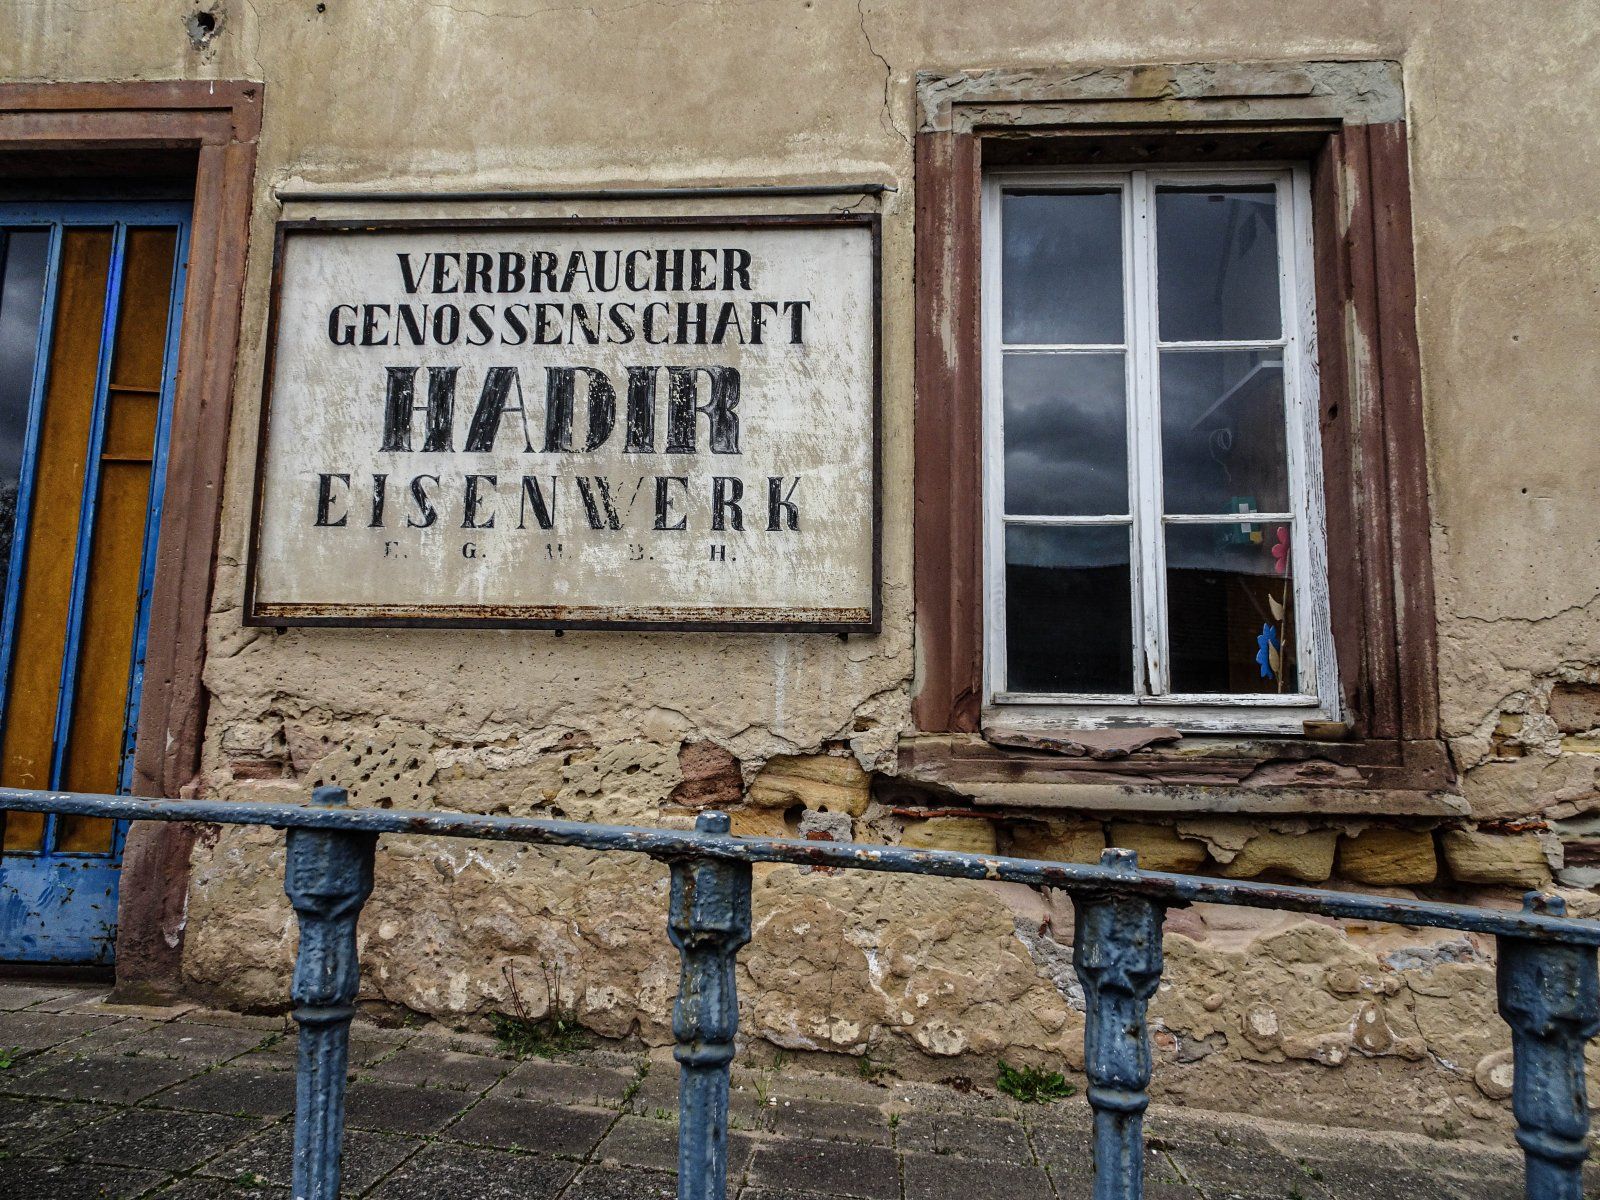 VERBRAUCHER
GENOSSENSCHAFT
HADIR
EISENWERK
E. G. M. B. H.